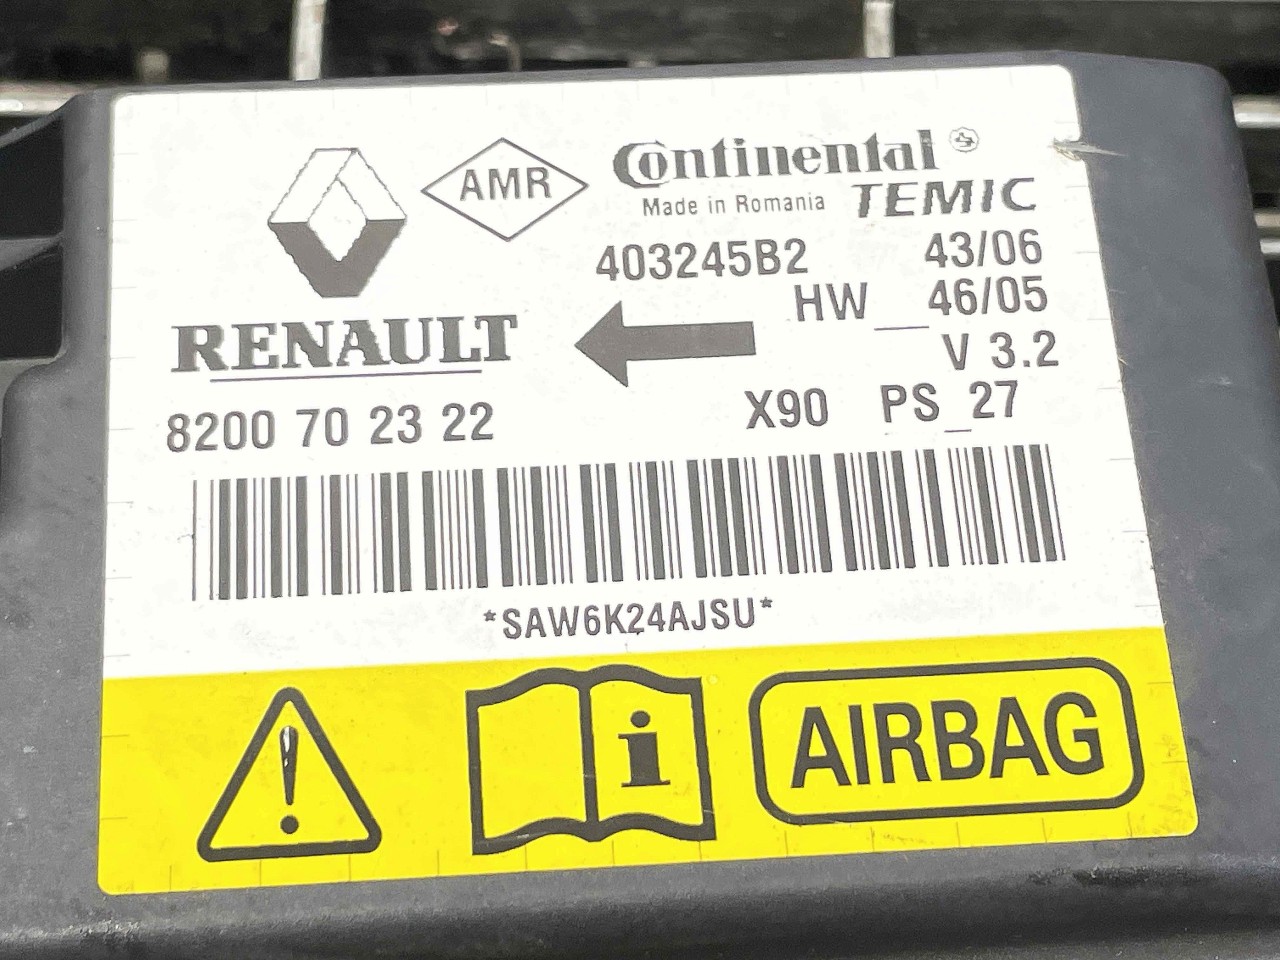 AMR
Continental
Made in Romania TEMIC
403245B2 43/06
HW__46/05
RENAULT
V 3.2
8200 70 23 22
X90 PS_27
*SAW6K24AJSU*
i
AIRBAG